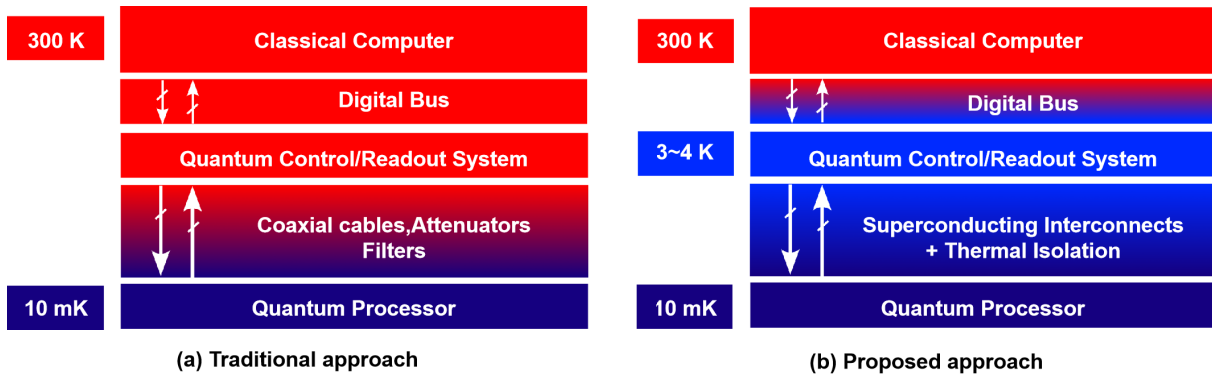 300 K
Classical Computer
Digital Bus
Quantum Control/Readout System
Coaxial cables,Attenuators
Filters
10 mK
Quantum Processor
(a) Traditional approach
300 K
Classical Computer
Digital Bus
3~4 K
Quantum Control/Readout System
Superconducting Interconnects
+ Thermal Isolation
10 mK
Quantum Processor
(b) Proposed approach